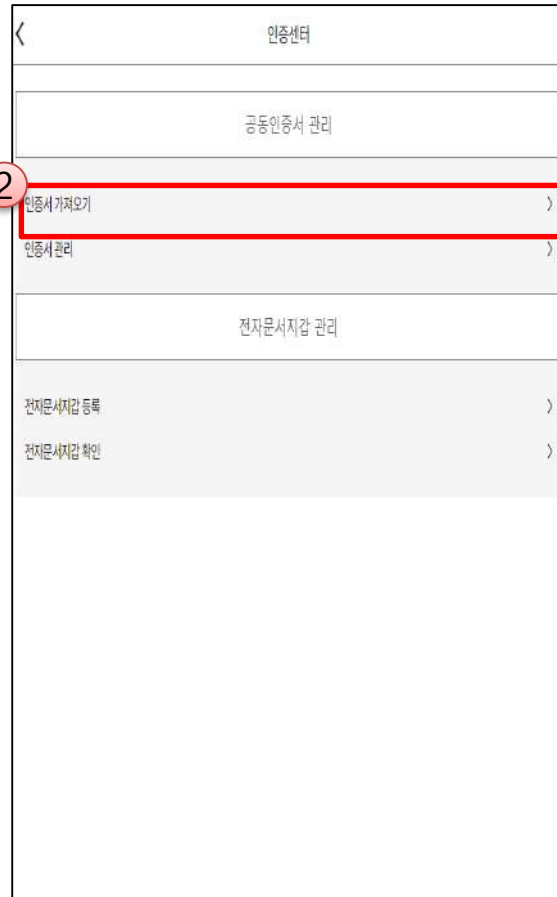 인증센터
공동인증서 관리
2
인증서 가져오기
인증서 관리
전자문서지갑 관리
전자문서지갑 등록
전자문서지갑 확인